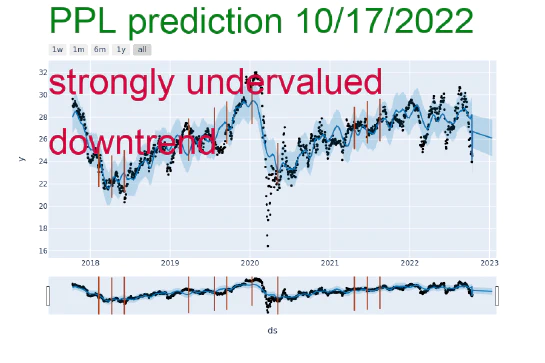 PPL prediction 10/17/2022
1w 1m 6m 1y all
strongly undervalued
downtrend
y
32
30
28
26
24
22
20
18
16
2018 2019 2020 2021 2022 2023
ds